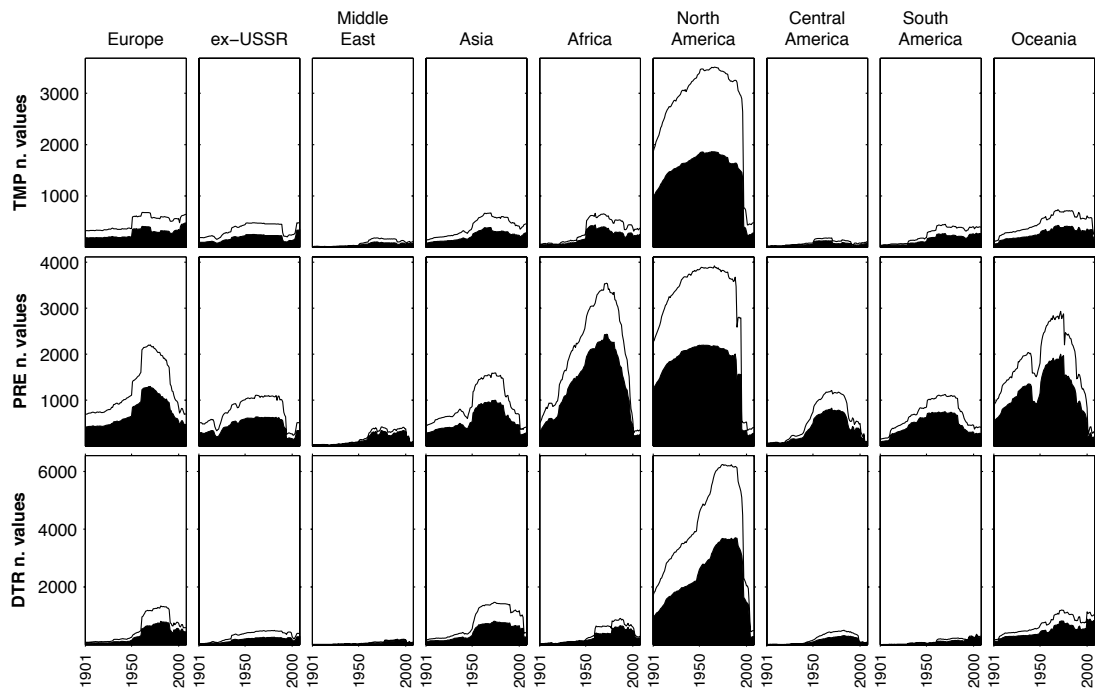 Europe
ex−USSR
Middle
East
Asia
Africa
North
America
Central
America
South
America
Oceania
TMP n. values
3000
2000
1000
PRE n. values
4000
3000
2000
1000
DTR n. values
6000
4000
2000
1901 1950 2000 1901 1950 2000 1901 1950 2000 1901 1950 2000 1901 1950 2000 1901 1950 2000 1901 1950 2000 1901 1950 2000 1901 1950 2000